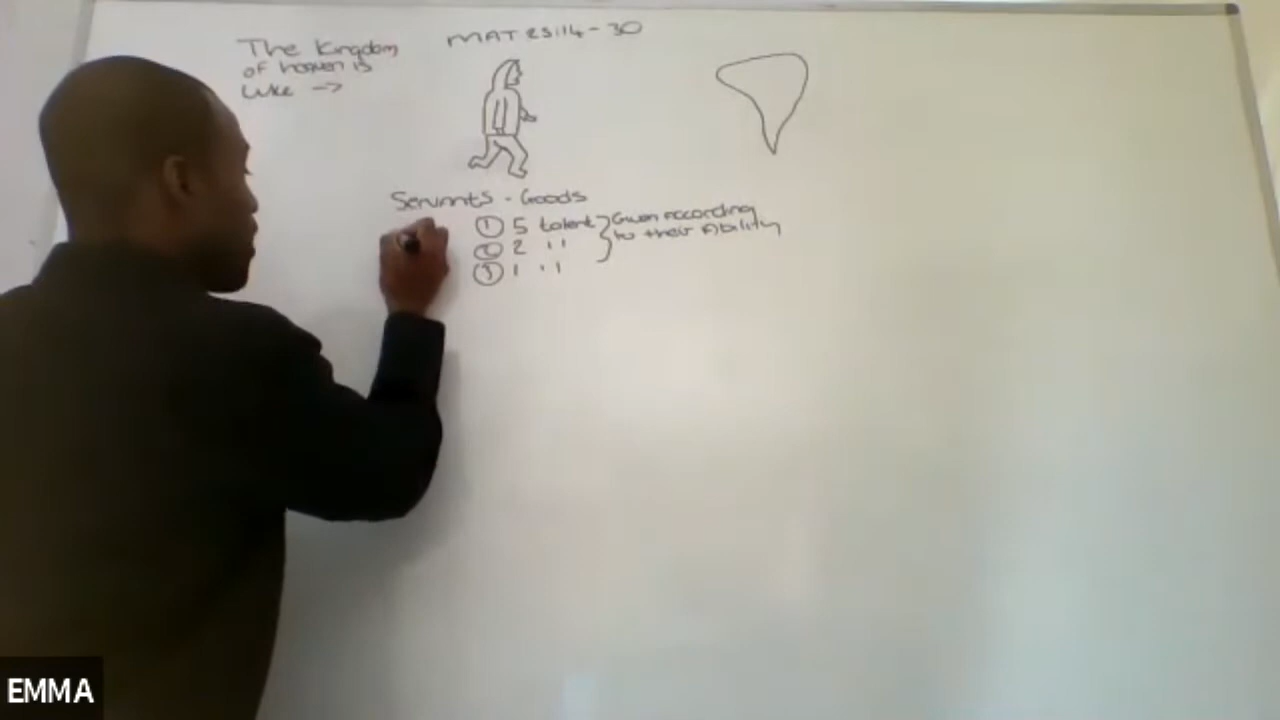 The Kingdom
of heaven is
Like →
MAT 25:14-30
Servants - Goods
① 5 talent } Given According
to their Ability
② 2 ''
③ 1 ''
EMMA